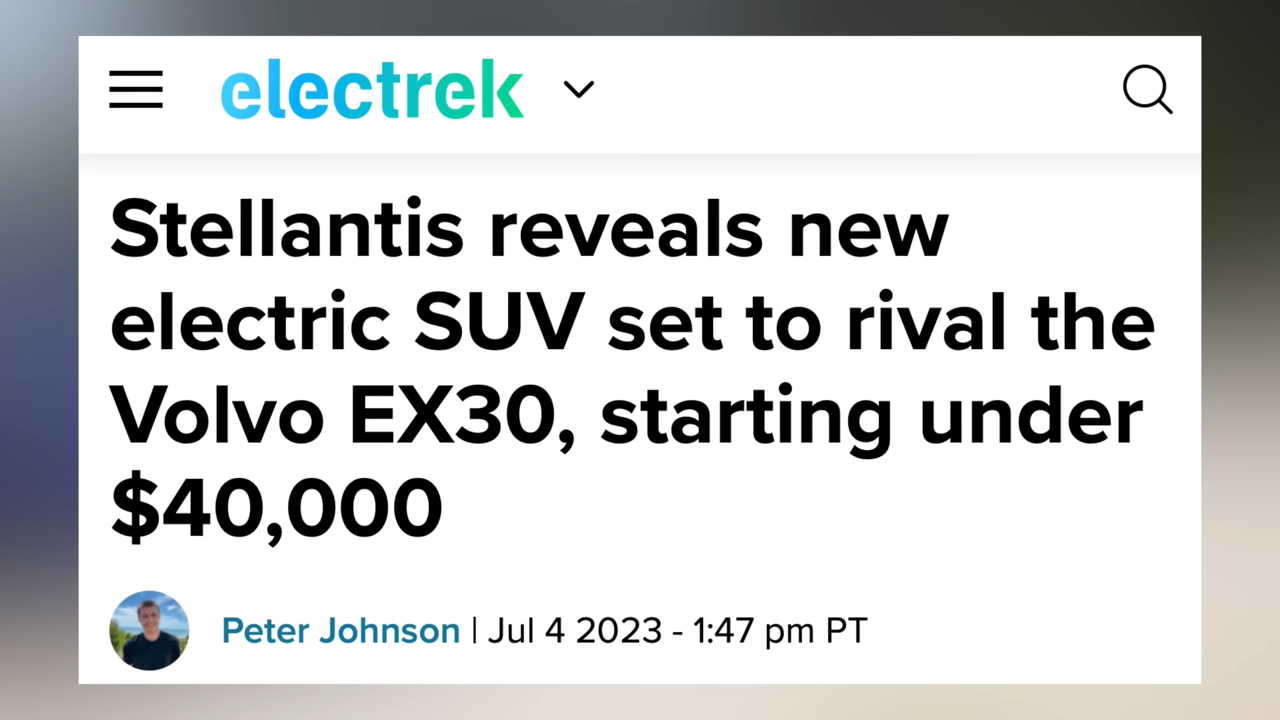 electrek
Stellantis reveals new
electric SUV set to rival the
Volvo EX30, starting under
$40,000
Peter Johnson | Jul 4 2023 - 1:47 pm PT